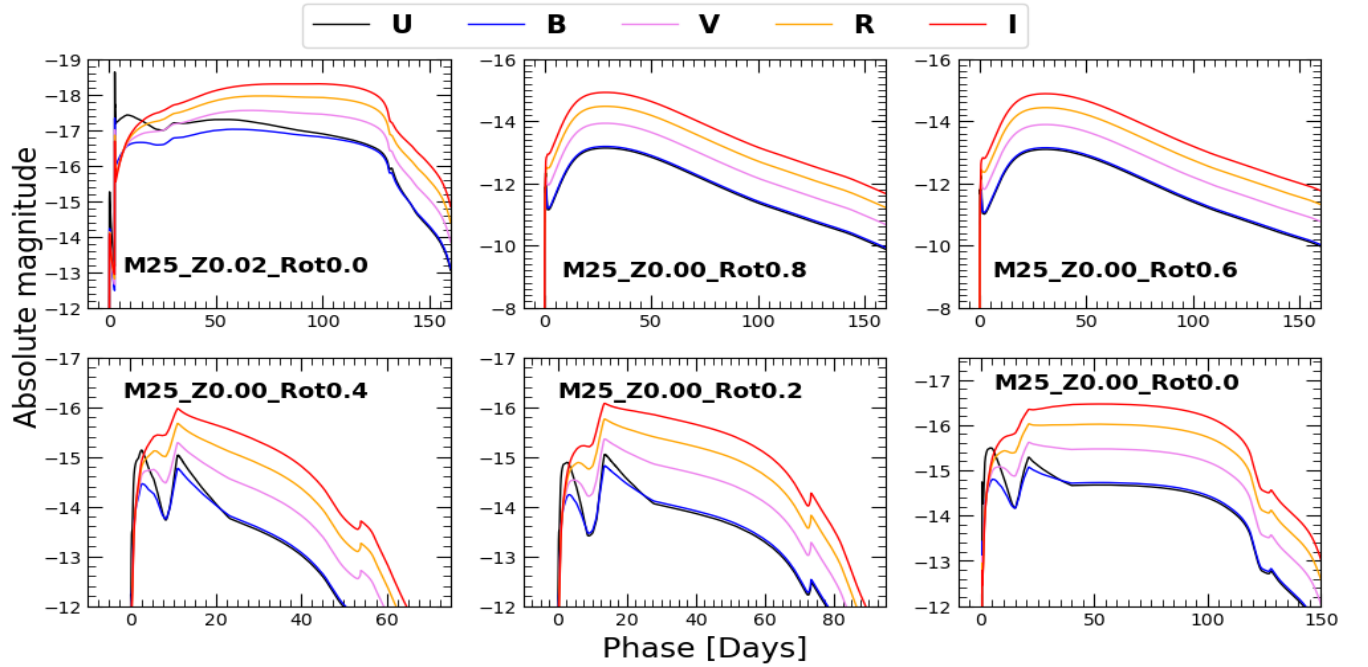 U B V R I
Absolute magnitude
−19
−18
−17
−16
−15
−14
−13
−12
0 50 100 150
M25_Z0.02_Rot0.0
−16
−14
−12
−10
−8
0 50 100 150
M25_Z0.00_Rot0.8
−16
−14
−12
−10
−8
0 50 100 150
M25_Z0.00_Rot0.6
−17
−16
−15
−14
−13
−12
0 20 40 60
M25_Z0.00_Rot0.4
−17
−16
−15
−14
−13
−12
0 20 40 60 80
M25_Z0.00_Rot0.2
−17
−16
−15
−14
−13
−12
0 50 100 150
M25_Z0.00_Rot0.0
Phase [Days]